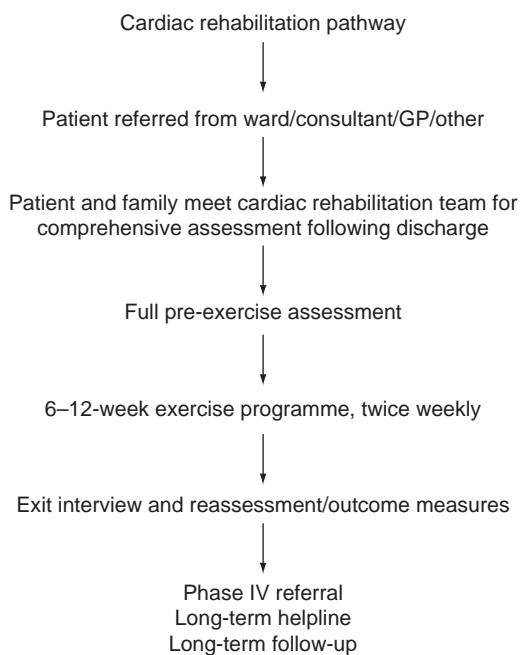 Cardiac rehabilitation pathway
Patient referred from ward/consultant/GP/other
Patient and family meet cardiac rehabilitation team for
comprehensive assessment following discharge
Full pre-exercise assessment
6–12-week exercise programme, twice weekly
Exit interview and reassessment/outcome measures
Phase IV referral
Long-term helpline
Long-term follow-up